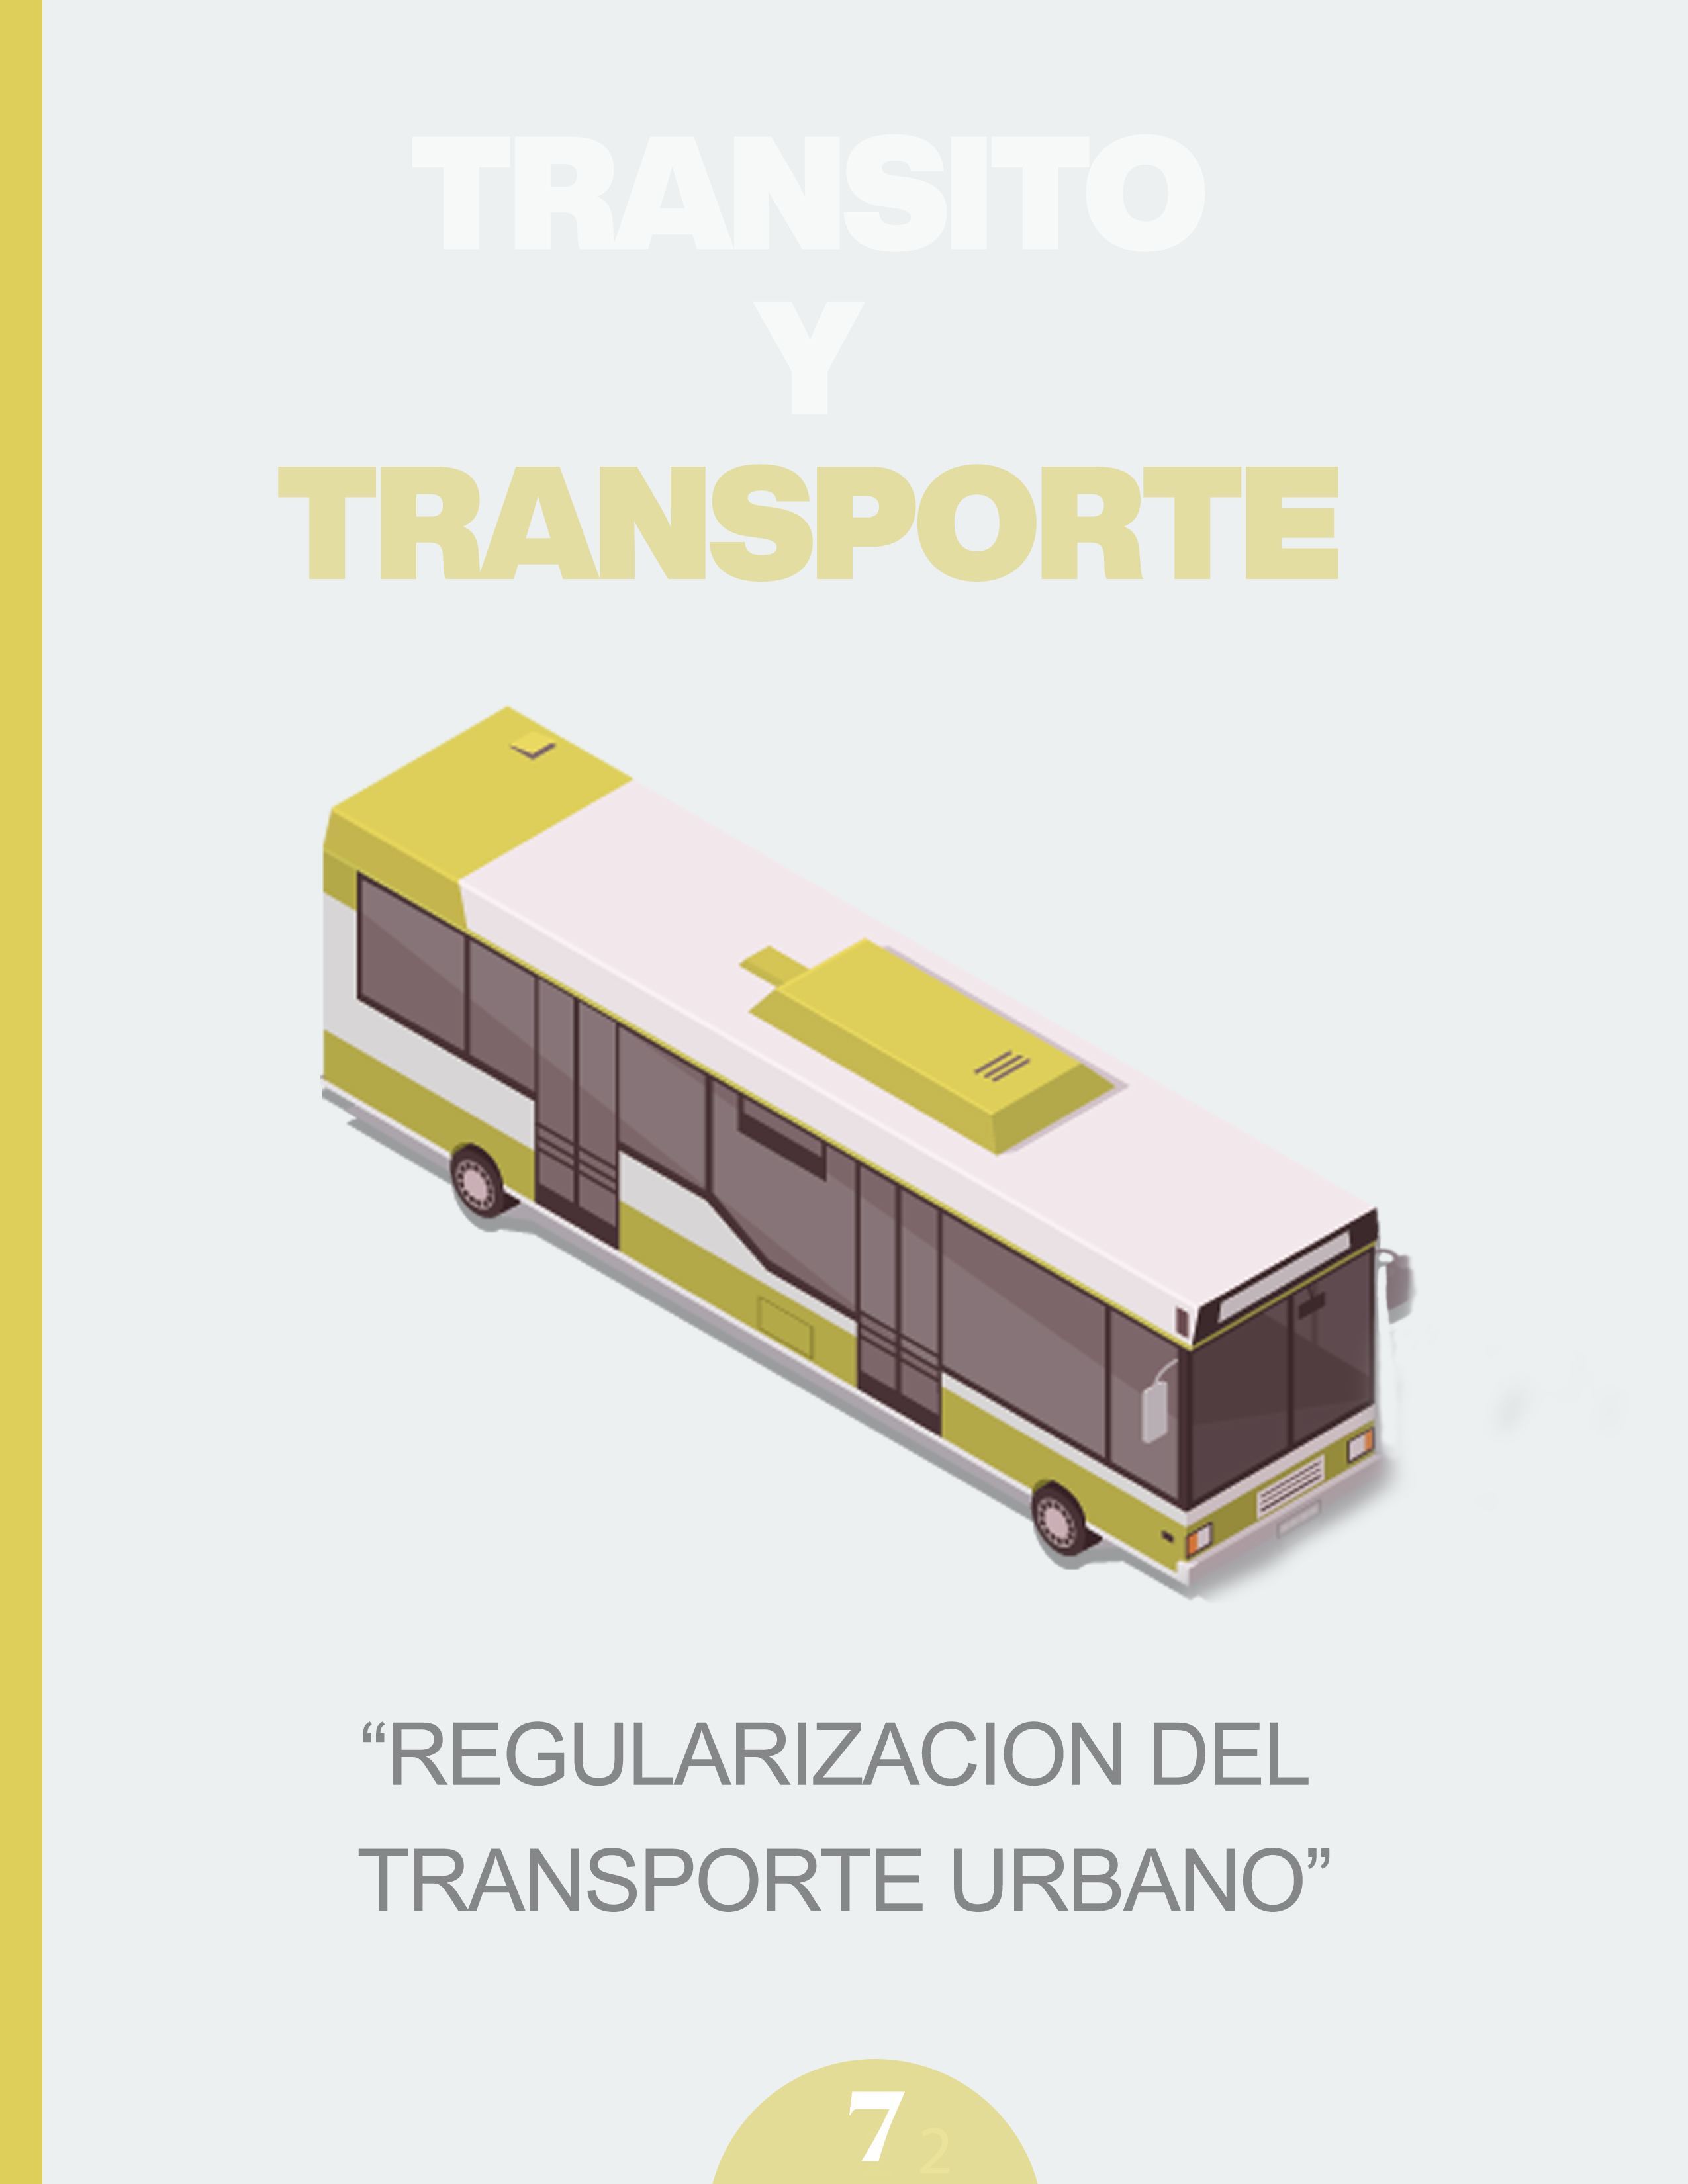 TRANSITO
Y
TRANSPORTE
“REGULARIZACION DEL
TRANSPORTE URBANO”
7 2